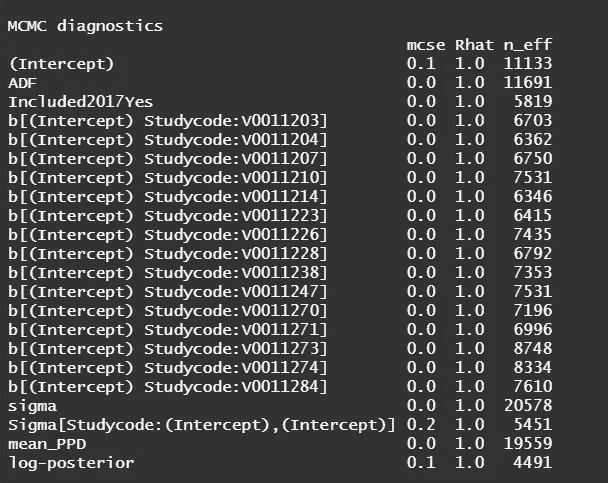 MCMC diagnostics
mcse Rhat n_eff
(Intercept) 0.1 1.0 11133
ADF 0.0 1.0 11691
Included2017Yes 0.0 1.0 5819
b[(Intercept) Studycode:V0011203] 0.0 1.0 6703
b[(Intercept) Studycode:V0011204] 0.0 1.0 6362
b[(Intercept) Studycode:V0011207] 0.0 1.0 6750
b[(Intercept) Studycode:V0011210] 0.0 1.0 7531
b[(Intercept) Studycode:V0011214] 0.0 1.0 6346
b[(Intercept) Studycode:V0011223] 0.0 1.0 6415
b[(Intercept) Studycode:V0011226] 0.0 1.0 7435
b[(Intercept) Studycode:V0011228] 0.0 1.0 6792
b[(Intercept) Studycode:V0011238] 0.0 1.0 7353
b[(Intercept) Studycode:V0011247] 0.0 1.0 7531
b[(Intercept) Studycode:V0011270] 0.0 1.0 7196
b[(Intercept) Studycode:V0011271] 0.0 1.0 6996
b[(Intercept) Studycode:V0011273] 0.0 1.0 8748
b[(Intercept) Studycode:V0011274] 0.0 1.0 8334
b[(Intercept) Studycode:V0011284] 0.0 1.0 7610
sigma 0.0 1.0 20578
Sigma[Studycode:(Intercept),(Intercept)] 0.2 1.0 5451
mean_PPD 0.0 1.0 19559
log-posterior 0.1 1.0 4491